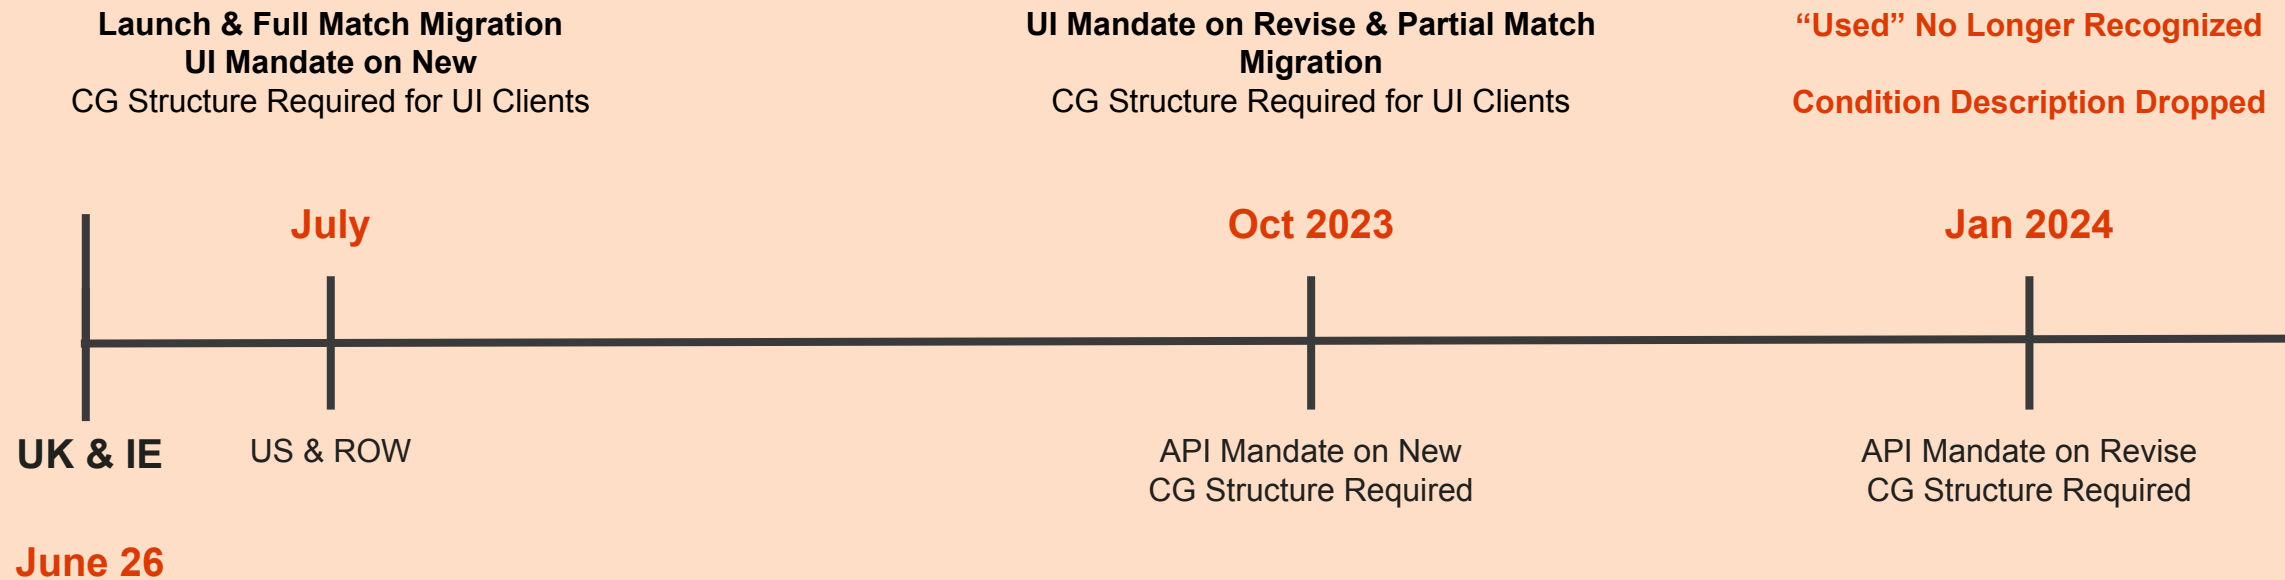 Launch & Full Match Migration
UI Mandate on New
CG Structure Required for UI Clients
UI Mandate on Revise & Partial Match
Migration
CG Structure Required for UI Clients
“Used” No Longer Recognized
Condition Description Dropped
July
Oct 2023
Jan 2024
UK & IE
US & ROW
API Mandate on New
CG Structure Required
API Mandate on Revise
CG Structure Required
June 26